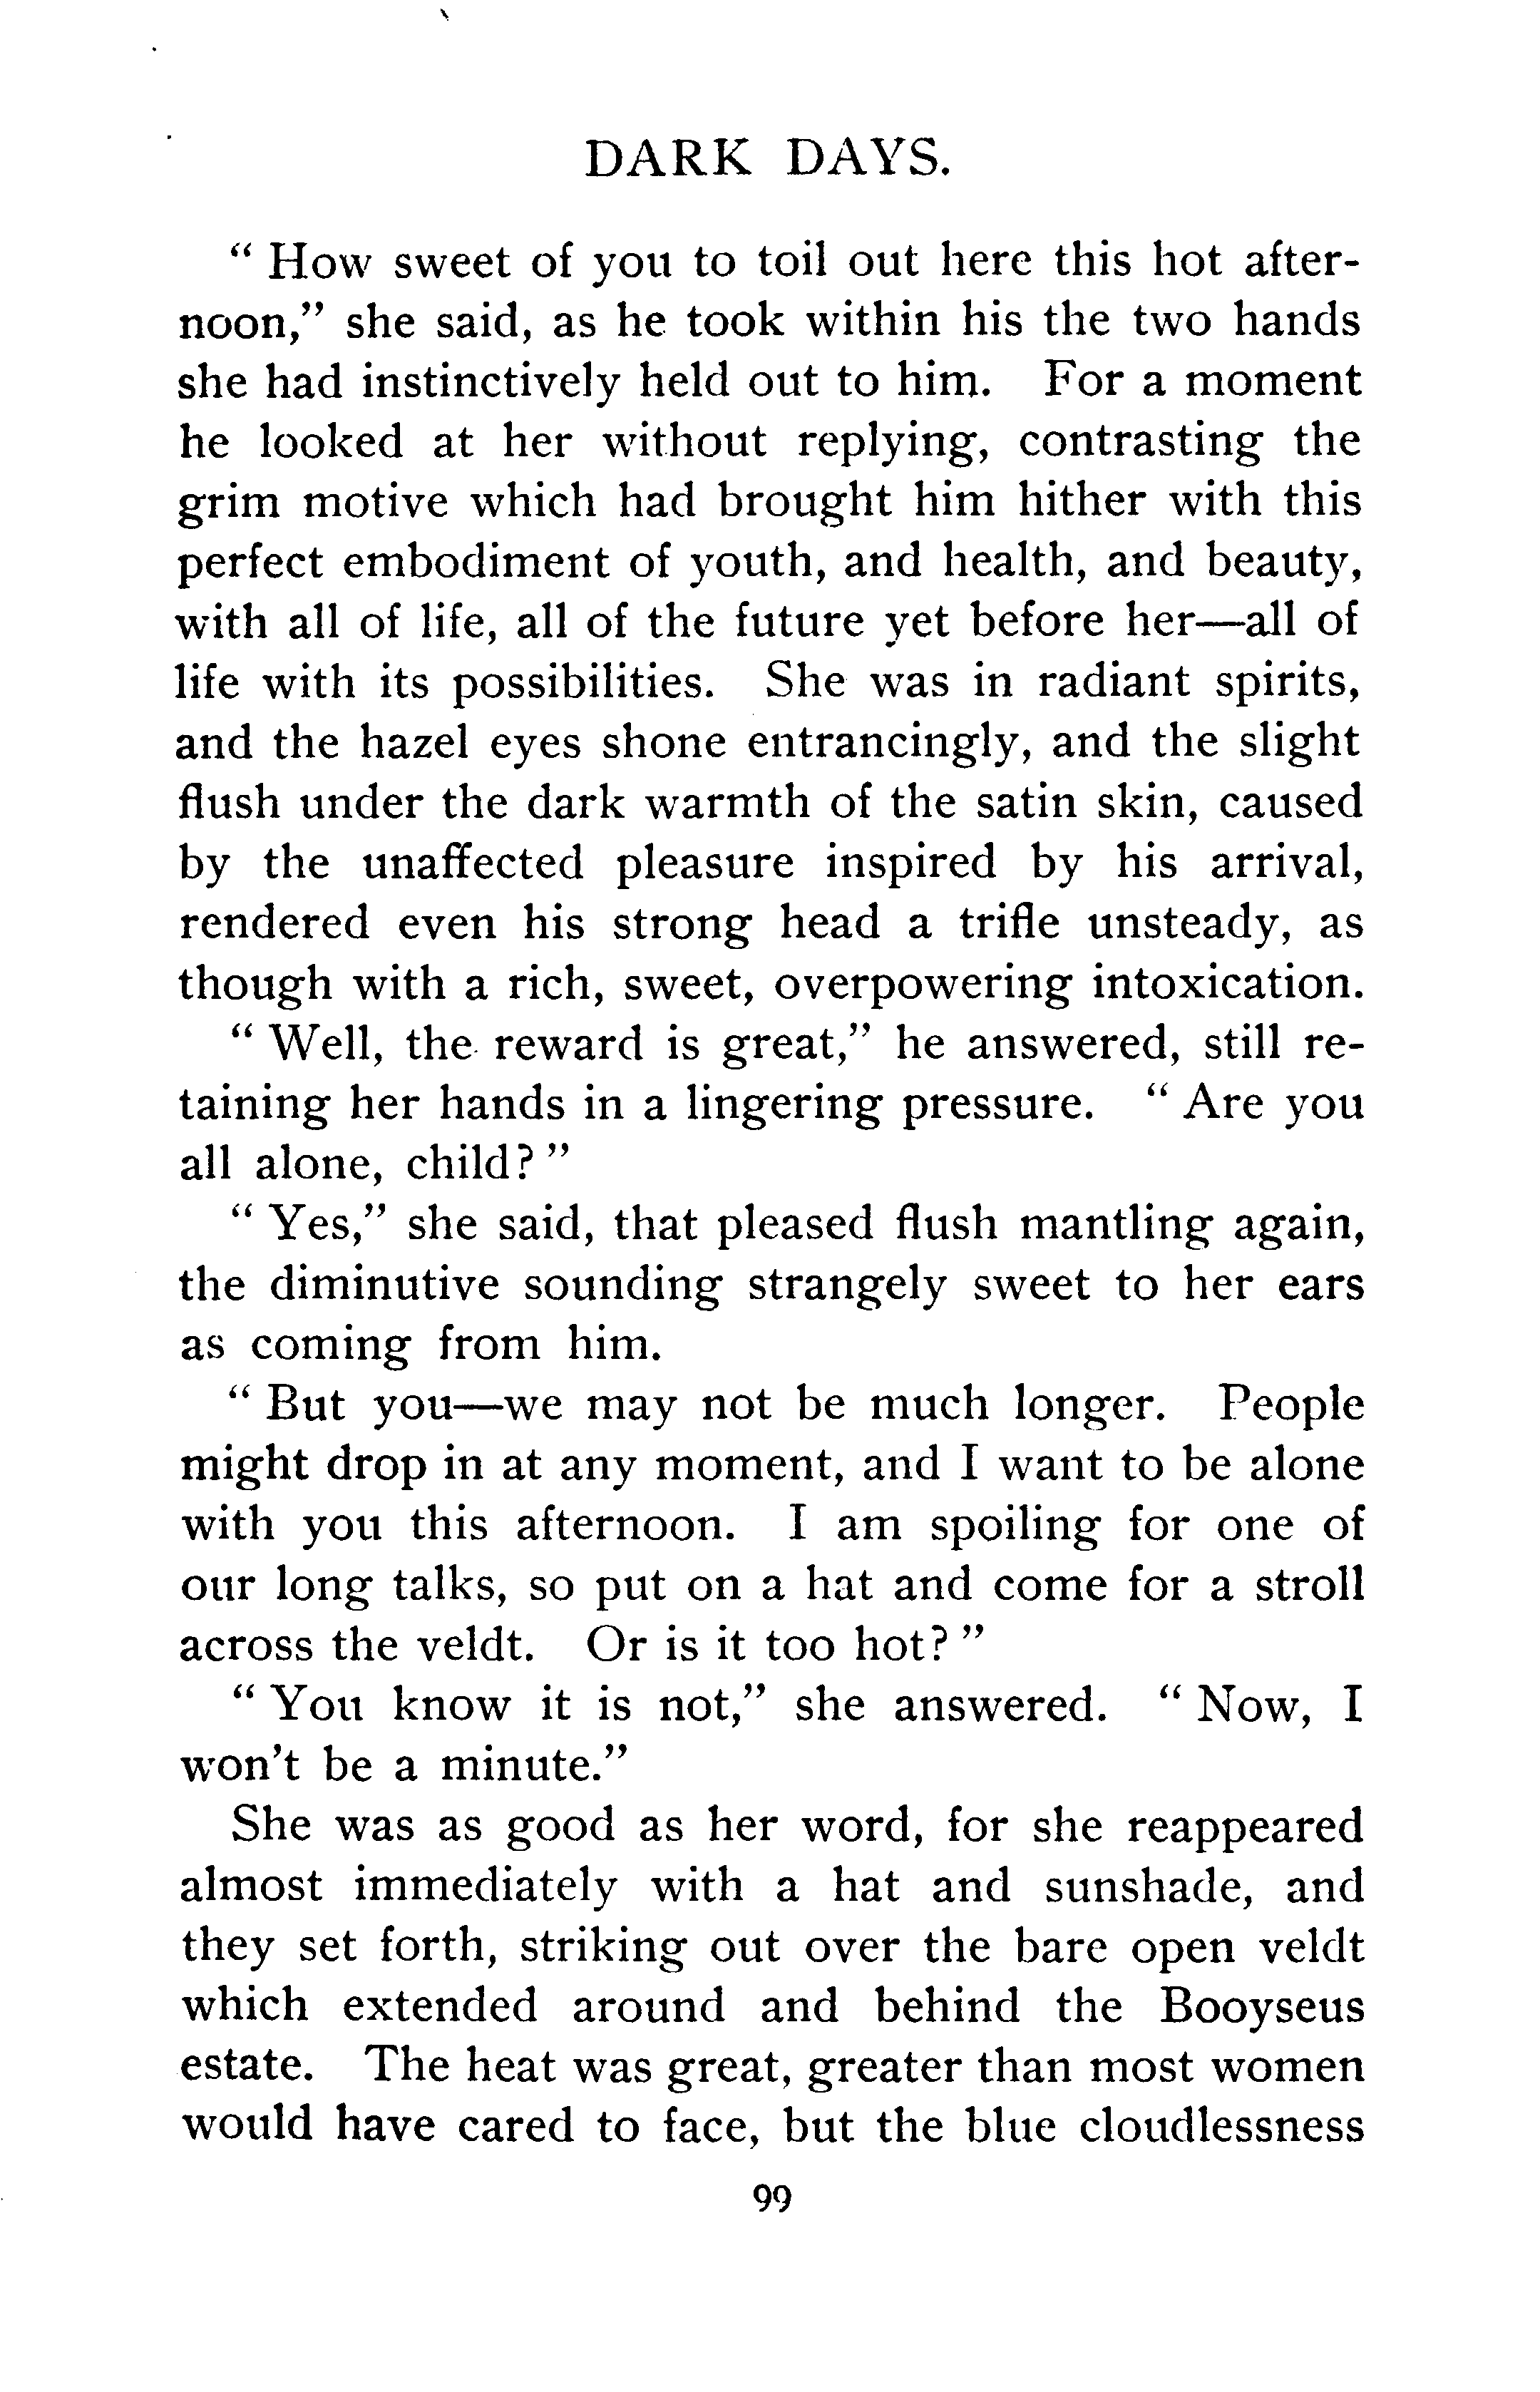 DARK DAYS.
“ How sweet of you to toil out here this hot after-
noon,” she said, as he took within his the two hands
she had instinctively held out to him. For a moment
he looked at her without replying, contrasting the
grim motive which had brought him hither with this
perfect embodiment of youth, and health, and beauty,
with all of life, all of the future yet before her—all of
life with its possibilities. She was in radiant spirits,
and the hazel eyes shone entrancingly, and the slight
flush under the dark warmth of the satin skin, caused
by the unaffected pleasure inspired by his arrival,
rendered even his strong head a trifle unsteady, as
though with a rich, sweet, overpowering intoxication.
“ Well, the reward is great,” he answered, still re-
taining her hands in a lingering pressure. “ Are you
all alone, child? ”
“ Yes,” she said, that pleased flush mantling again,
the diminutive sounding strangely sweet to her ears
as coming from him.
“ But you—we may not be much longer. People
might drop in at any moment, and I want to be alone
with you this afternoon. I am spoiling for one of
our long talks, so put on a hat and come for a stroll
across the veldt. Or is it too hot? ”
“ You know it is not,” she answered. “ Now, I
won’t be a minute.”
She was as good as her word, for she reappeared
almost immediately with a hat and sunshade, and
they set forth, striking out over the bare open veldt
which extended around and behind the Booyseus
estate. The heat was great, greater than most women
would have cared to face, but the blue cloudlessness
99